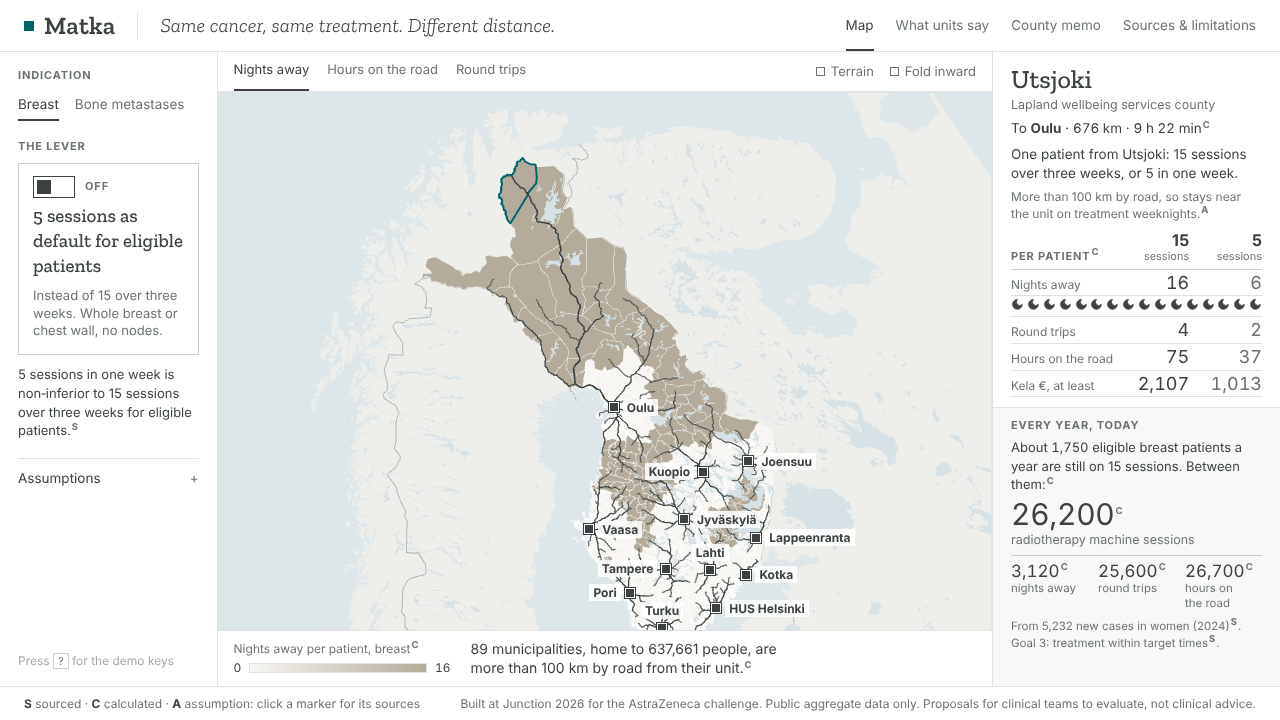 Matka
Same cancer, same treatment. Different distance.
Map
What units say
County memo
Sources & limitations
INDICATION
Breast
Bone metastases
THE LEVER
OFF
5 sessions as
default for eligible
patients
Instead of 15 over three
weeks. Whole breast or
chest wall, no nodes.
5 sessions in one week is
non-inferior to 15 sessions
over three weeks for eligible
patients.S
Assumptions +
Press ? for the demo keys
Nights away
Hours on the road
Round trips
Terrain
Fold inward
Oulu
Joensuu
Kuopio
Jyväskylä
Vaasa
Lappeenranta
Lahti
Tampere
Kotka
Pori
HUS Helsinki
Turku
Nights away per patient, breastC
0 16
89 municipalities, home to 637,661 people, are
more than 100 km by road from their unit.C
Utsjoki
Lapland wellbeing services county
To Oulu · 676 km · 9 h 22 minC
One patient from Utsjoki: 15 sessions
over three weeks, or 5 in one week.
More than 100 km by road, so stays near
the unit on treatment weeknights.A
PER PATIENTC 15 sessions 5 sessions
Nights away 16 6
Round trips 4 2
Hours on the road 75 37
Kela €, at least 2,107 1,013
EVERY YEAR, TODAY
About 1,750 eligible breast patients a
year are still on 15 sessions. Between
them:C
26,200C
radiotherapy machine sessions
3,120C 25,600C 26,700C
nights away round trips hours on
the road
From 5,232 new cases in women (2024)S.
Goal 3: treatment within target timesS.
S sourced · C calculated · A assumption: click a marker for its sources
Built at Junction 2026 for the AstraZeneca challenge. Public aggregate data only. Proposals for clinical teams to evaluate, not clinical advice.